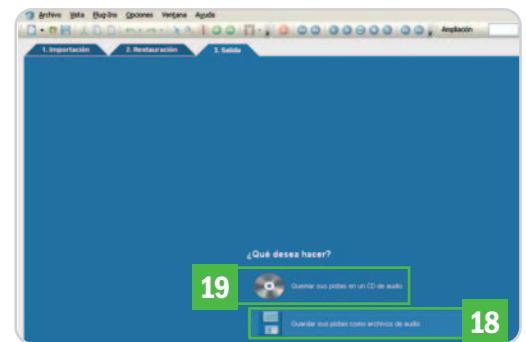 Archivo Vista Plug-Ins Opciones Ventana Ayuda
Ampliación
1. Importación 2. Restauración 3. Salida
¿Qué desea hacer?
19 Quemar sus pistas en un CD de audio
Guardar sus pistas como archivos de audio 18